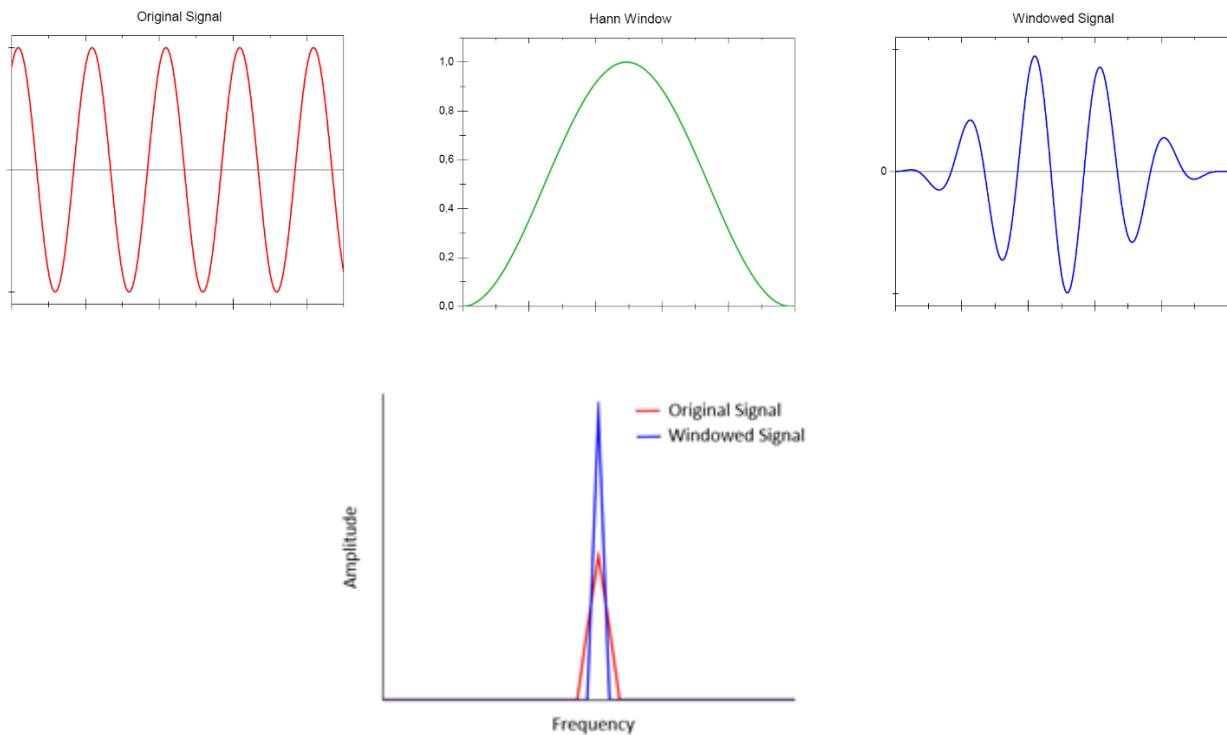 Original Signal
Hann Window
Windowed Signal
1,0
0,8
0,6
0,4
0,2
0,0
0
Original Signal
Windowed Signal
Amplitude
Frequency